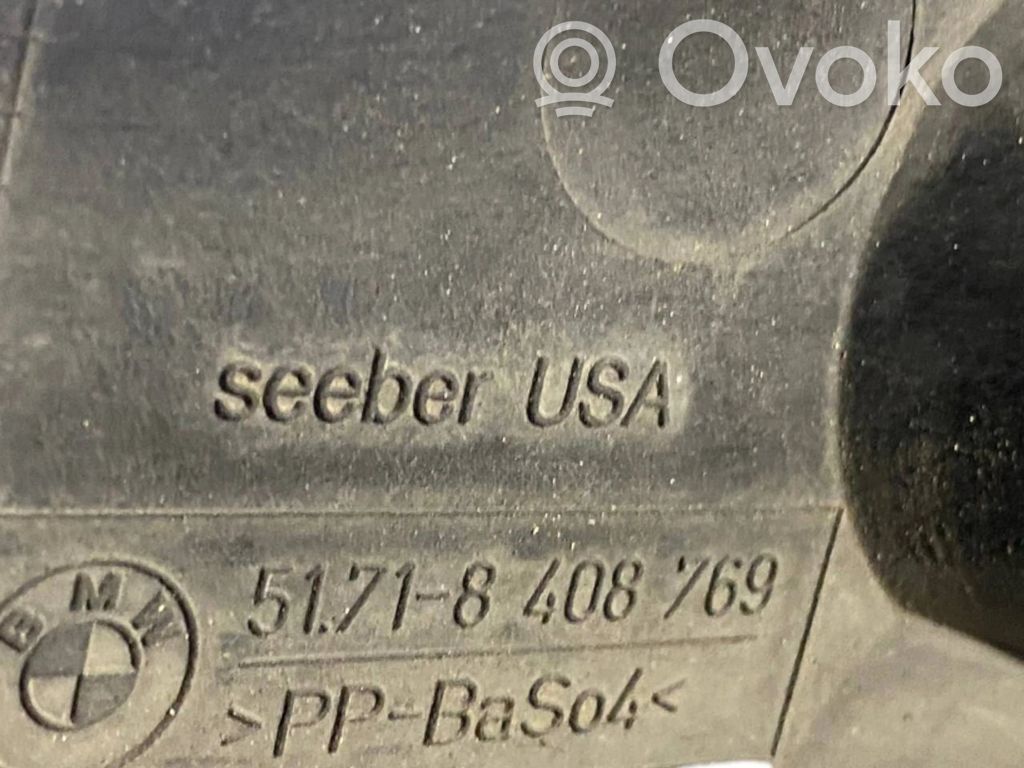 Ovoko
seeber USA
BMW
51.71-8 408 769
>PP-BaSo4<